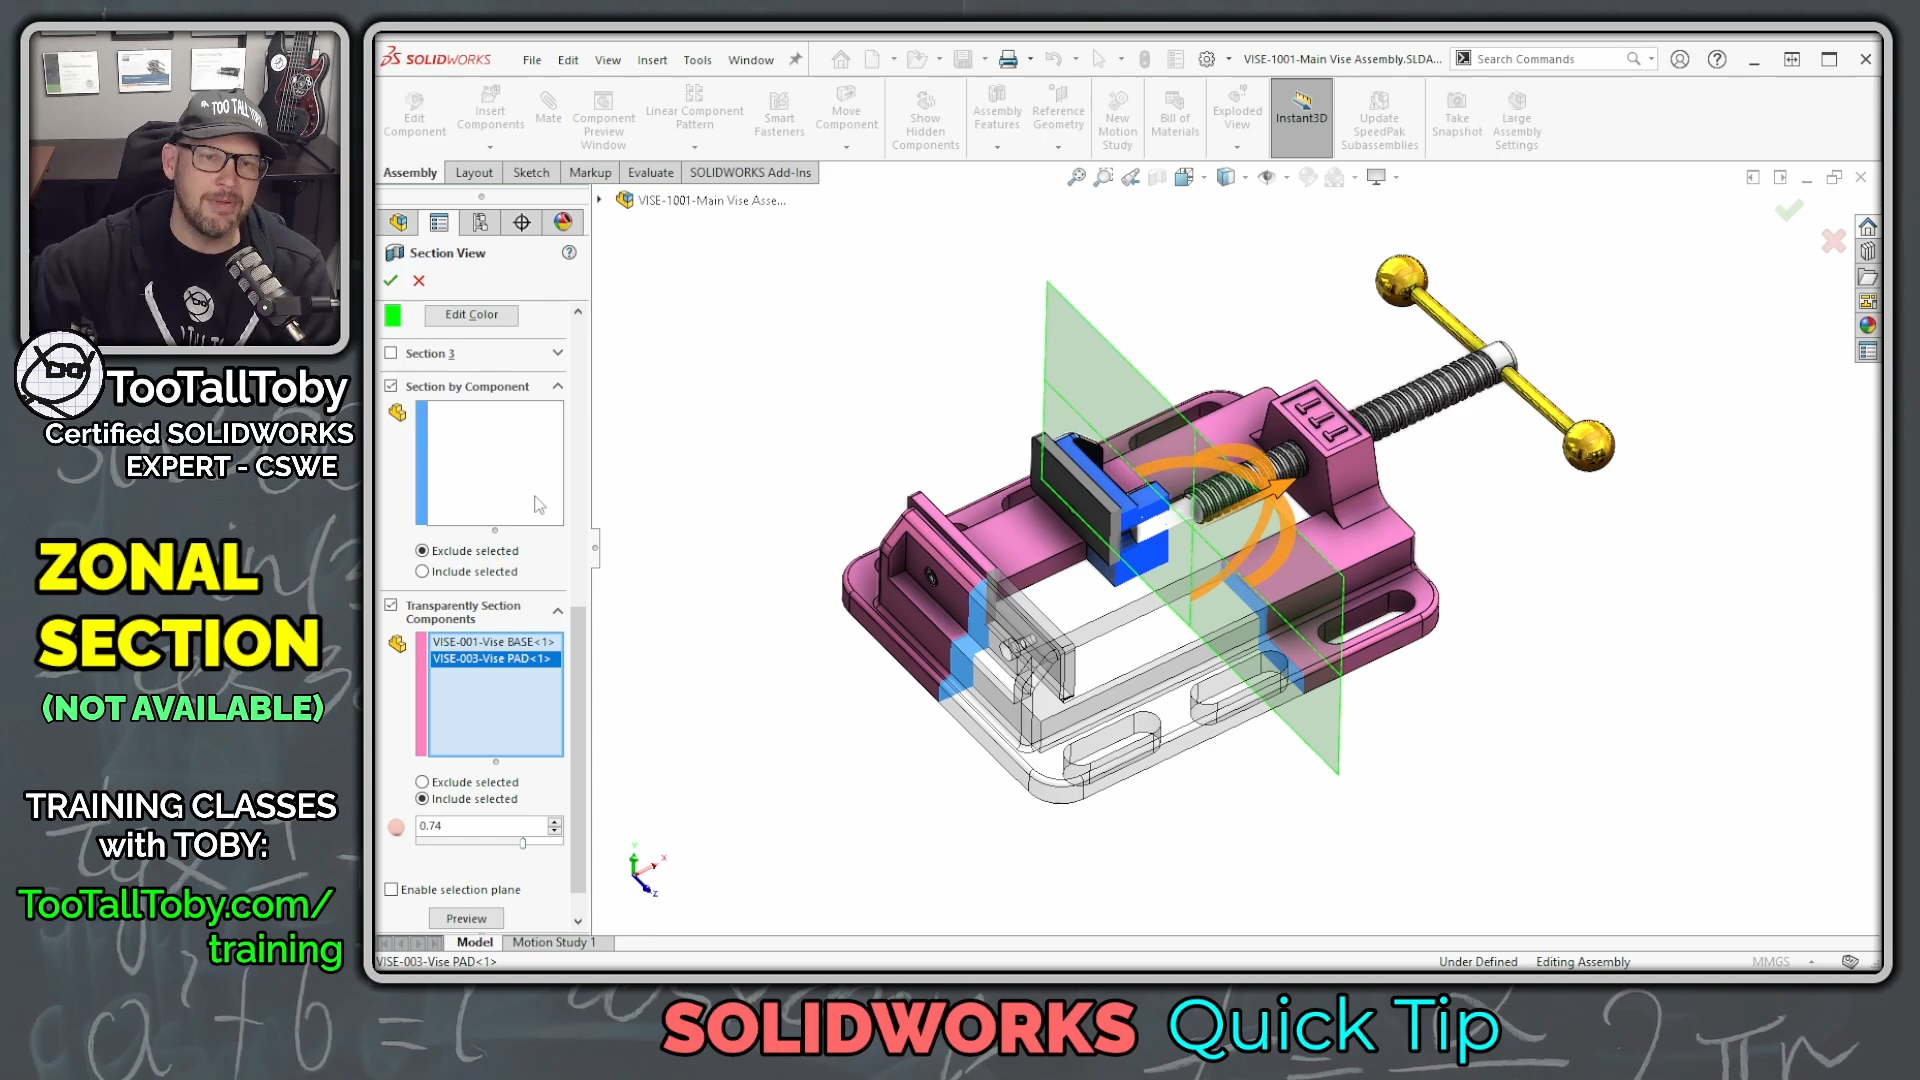 TOO TALL TOBY
TooTallToby
Certified SOLIDWORKS
EXPERT - CSWE
ZONAL
SECTION
(NOT AVAILABLE)
TRAINING CLASSES
with TOBY:
TooTallToby.com/
training
SOLIDWORKS
File
Edit
View
Insert
Tools
Window
VISE-1001-Main Vise Assembly.SLDA...
Search Commands
Edit
Component
Insert
Components
Mate
Component
Preview
Window
Linear Component
Pattern
Smart
Fasteners
Move
Component
Show
Hidden
Components
Assembly
Features
Reference
Geometry
New
Motion
Study
Bill of
Materials
Exploded
View
Instant3D
Update
SpeedPak
Subassemblies
Take
Snapshot
Large
Assembly
Settings
Assembly
Layout
Sketch
Markup
Evaluate
SOLIDWORKS Add-Ins
VISE-1001-Main Vise Asse...
Section View
Edit Color
Section 3
Section by Component
Exclude selected
Include selected
Transparently Section
Components
VISE-001-Vise BASE<1>
VISE-003-Vise PAD<1>
Exclude selected
Include selected
0.74
Enable selection plane
Preview
TTT
Y
X
Z
Model
Motion Study 1
VISE-003-Vise PAD<1>
Under Defined
Editing Assembly
MMGS
SOLIDWORKS Quick Tip